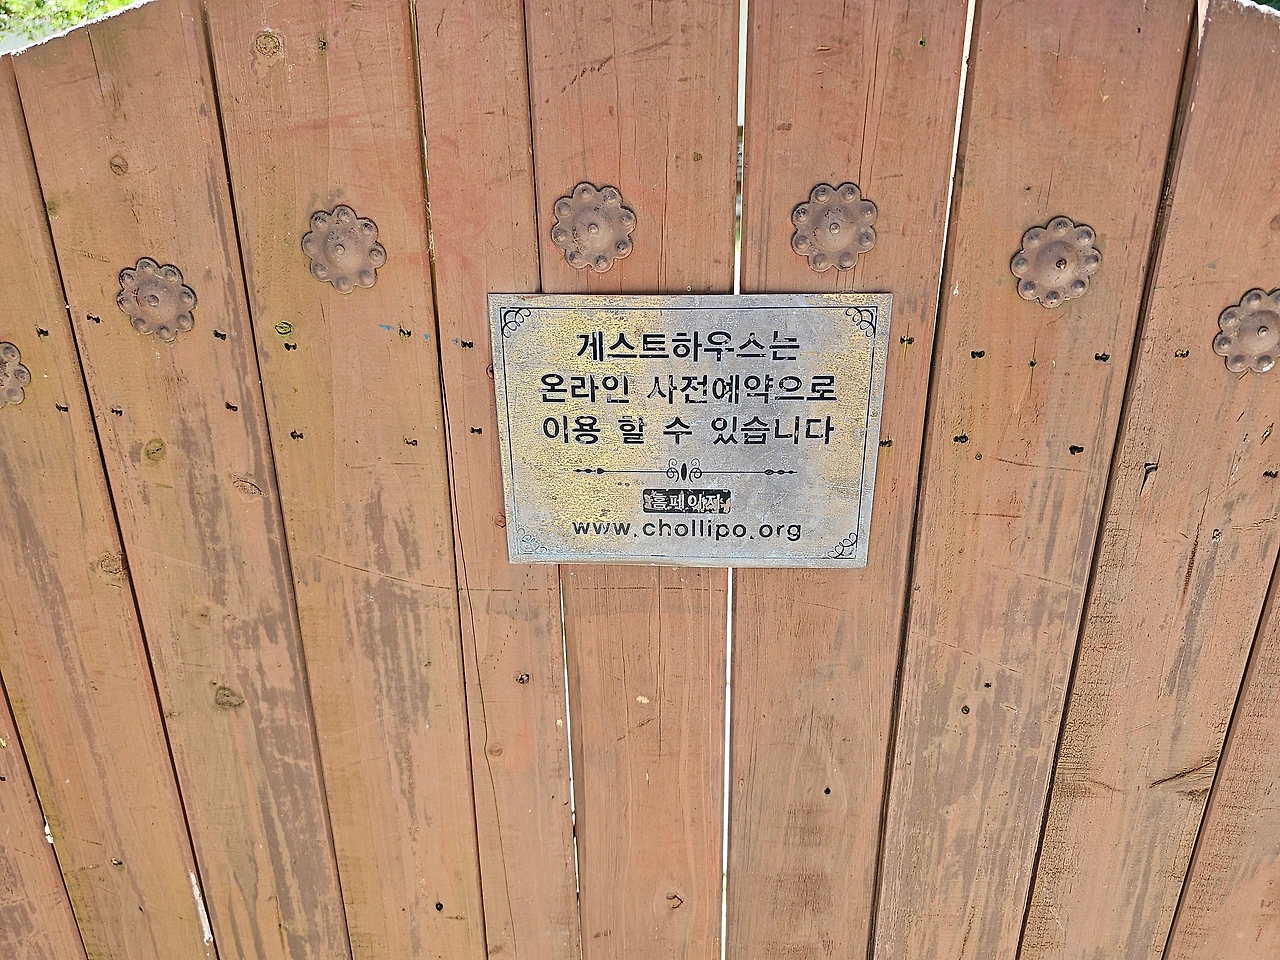 게스트하우스는
온라인 사전예약으로
이용 할 수 있습니다
홈페이지
www.chollipo.org